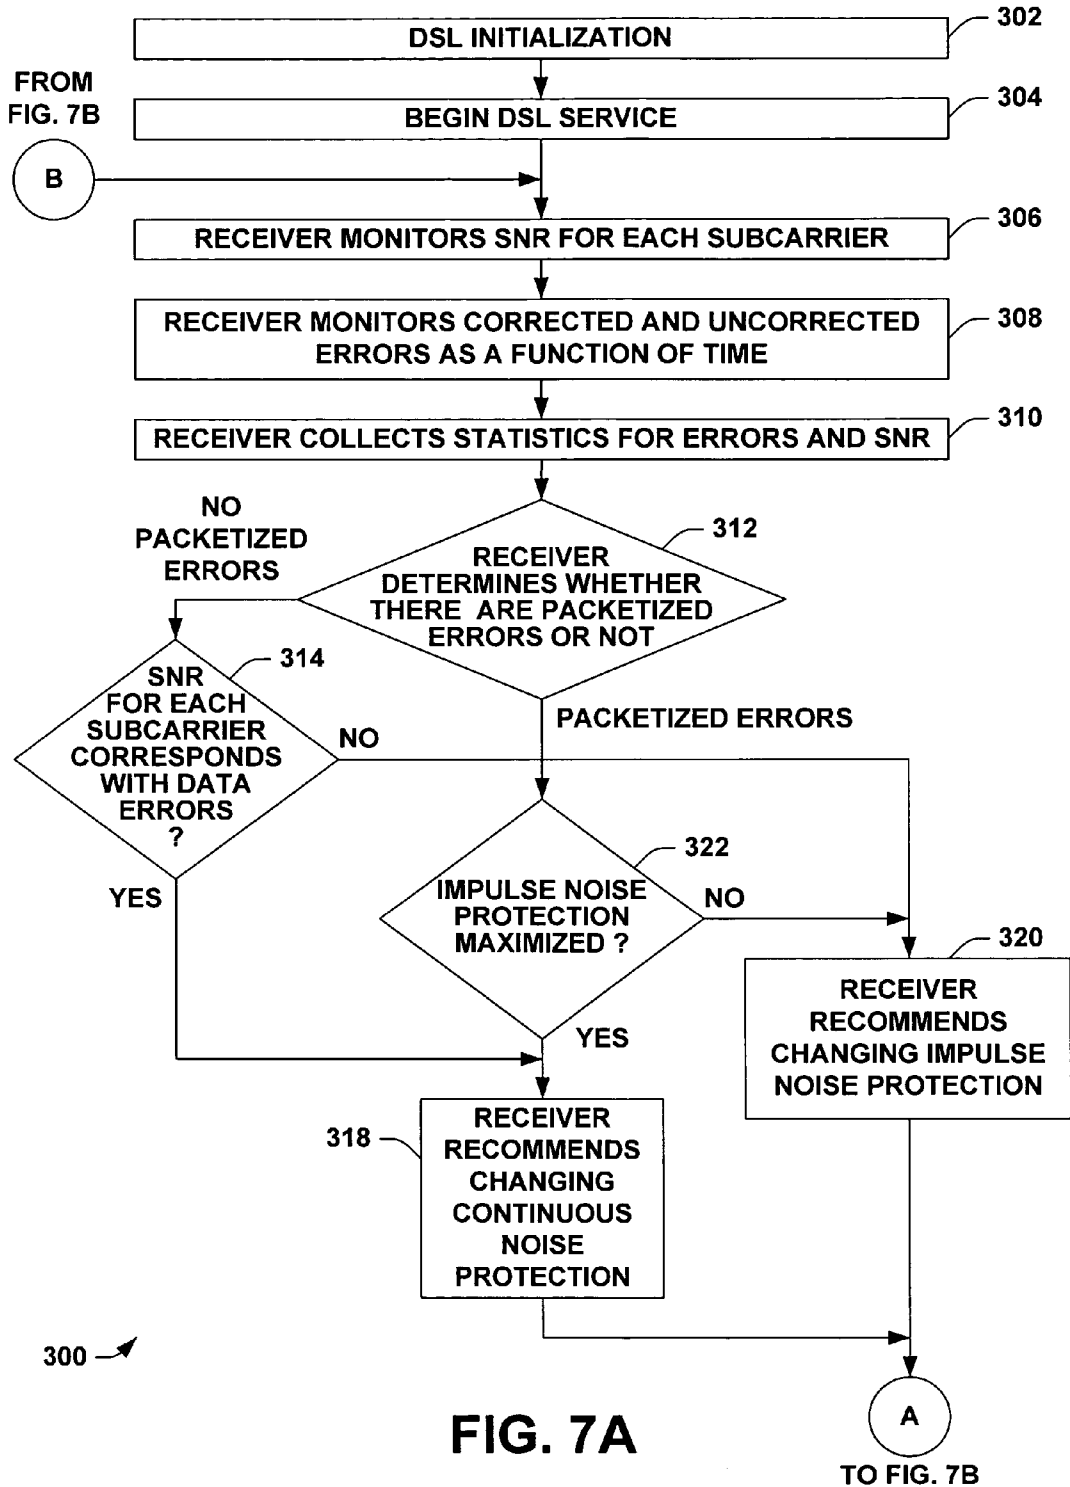 302
DSL INITIALIZATION
FROM
FIG. 7B
304
BEGIN DSL SERVICE
B
306
RECEIVER MONITORS SNR FOR EACH SUBCARRIER
308
RECEIVER MONITORS CORRECTED AND UNCORRECTED
ERRORS AS A FUNCTION OF TIME
310
RECEIVER COLLECTS STATISTICS FOR ERRORS AND SNR
NO
PACKETIZED
ERRORS
312
RECEIVER
DETERMINES WHETHER
THERE ARE PACKETIZED
ERRORS OR NOT
314
SNR
FOR EACH
SUBCARRIER
CORRESPONDS
WITH DATA
ERRORS
?
NO
PACKETIZED ERRORS
YES
322
IMPULSE NOISE
PROTECTION
MAXIMIZED ?
NO
YES
320
RECEIVER
RECOMMENDS
CHANGING IMPULSE
NOISE PROTECTION
318
RECEIVER
RECOMMENDS
CHANGING
CONTINUOUS
NOISE
PROTECTION
300
A
TO FIG. 7B
FIG. 7A